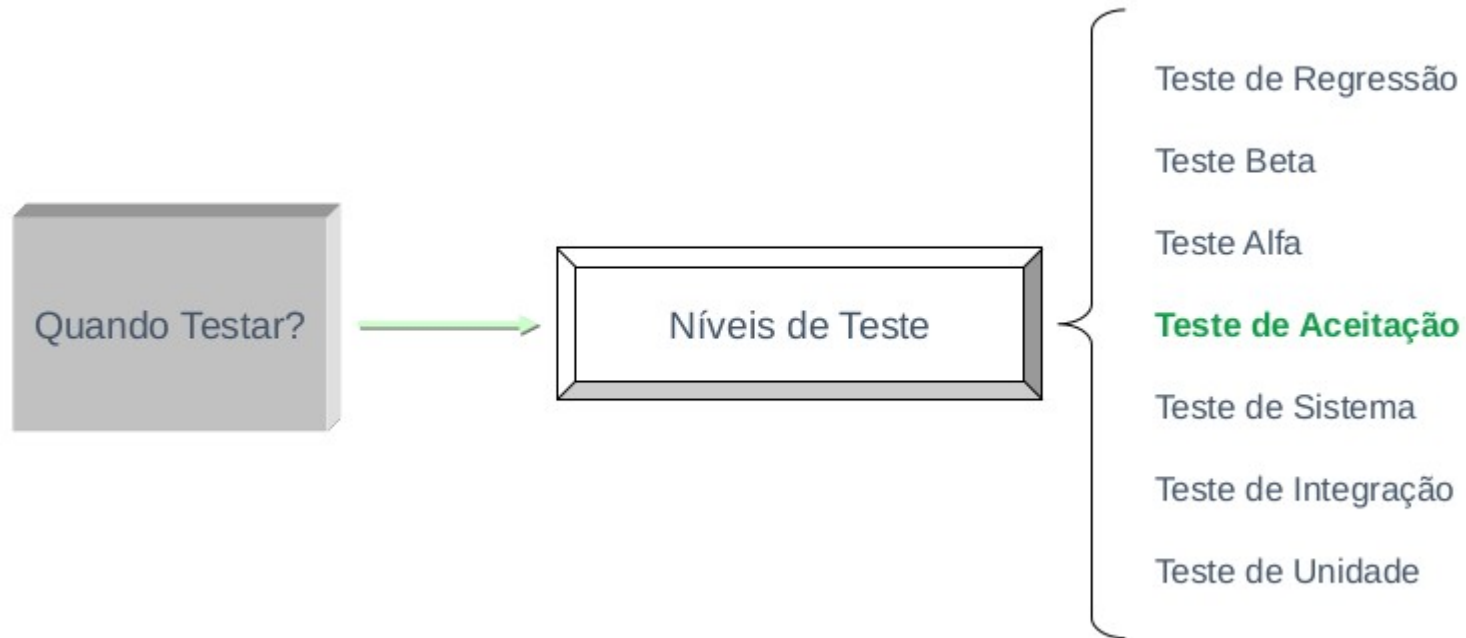 Quando Testar?
Níveis de Teste
Teste de Regressão
Teste Beta
Teste Alfa
Teste de Aceitação
Teste de Sistema
Teste de Integração
Teste de Unidade